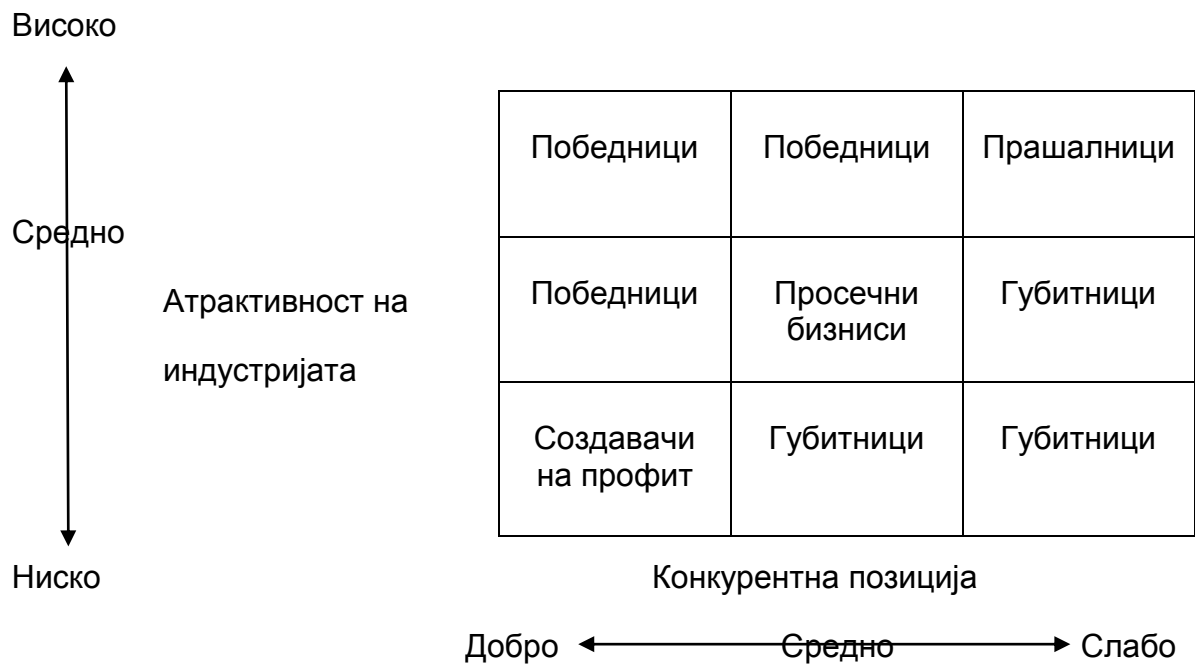 Високо
Победници Победници Прашалници
Средно
Атрактивност на
индустријата
Победници Просечни бизниси Губитници
Создавачи на профит Губитници Губитници
Ниско
Конкурентна позиција
Добро Средно Слабо